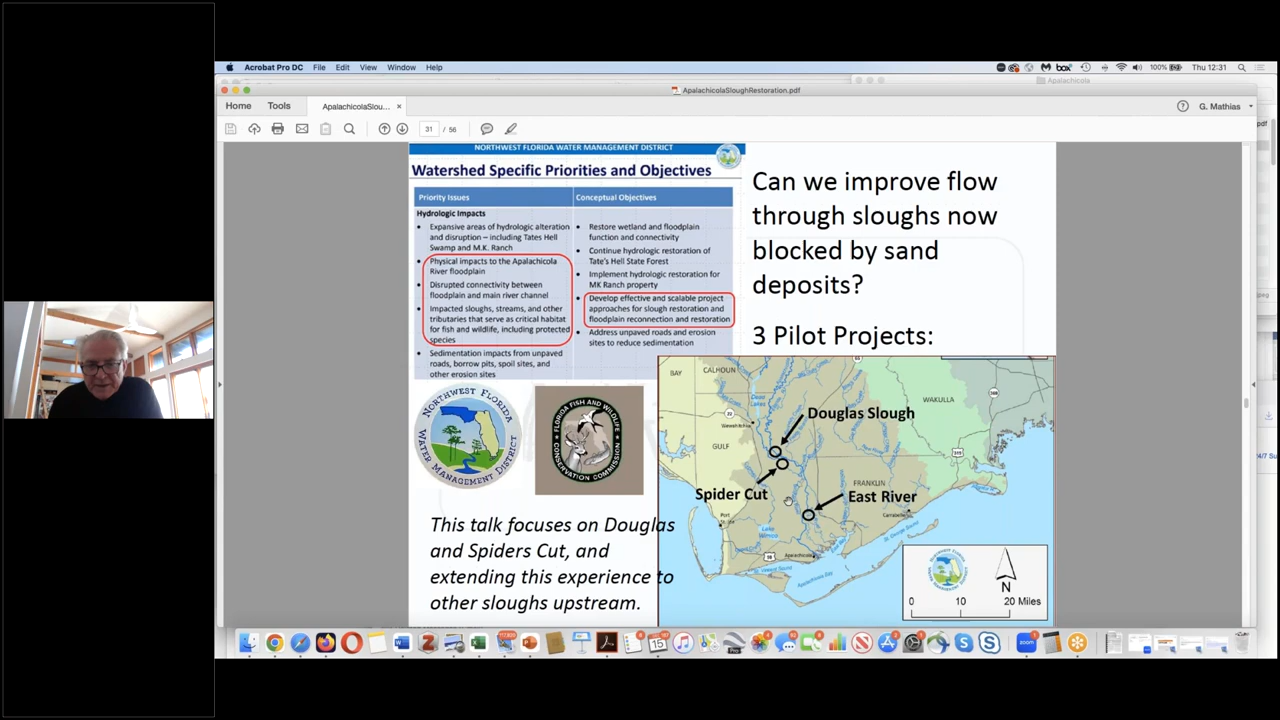 Acrobat Pro DC File Edit View Window Help
box 100% Thu 12:31
Apalachicola
ApalachicolaSloughRestoration.pdf
Home Tools ApalachicolaSlou... × G. Mathias
31 / 56
NORTHWEST FLORIDA WATER MANAGEMENT DISTRICT
Watershed Specific Priorities and Objectives
Priority Issues
Hydrologic Impacts
• Expansive areas of hydrologic alteration
and disruption – including Tates Hell
Swamp and M.K. Ranch
• Physical impacts to the Apalachicola
River floodplain
• Disrupted connectivity between
floodplain and main river channel
• Impacted sloughs, streams, and other
tributaries that serve as critical habitat
for fish and wildlife, including protected
species
• Sedimentation impacts from unpaved
roads, borrow pits, spoil sites, and
other erosion sites
Conceptual Objectives
• Restore wetland and floodplain
function and connectivity
• Continue hydrologic restoration of
Tate's Hell State Forest
• Implement hydrologic restoration for
MK Ranch property
• Develop effective and scalable project
approaches for slough restoration and
floodplain reconnection and restoration
• Address unpaved roads and erosion
sites to reduce sedimentation
Can we improve flow
through sloughs now
blocked by sand
deposits?
3 Pilot Projects:
NORTHWEST FLORIDA
WATER MANAGEMENT DISTRICT
FLORIDA FISH AND WILDLIFE
CONSERVATION COMMISSION
This talk focuses on Douglas
and Spiders Cut, and
extending this experience to
other sloughs upstream.
BAY
CALHOUN
WAKULLA
GULF
FRANKLIN
Douglas Slough
Spider Cut
East River
Apalachicola
Apalachicola Bay
N
0 10 20 Miles